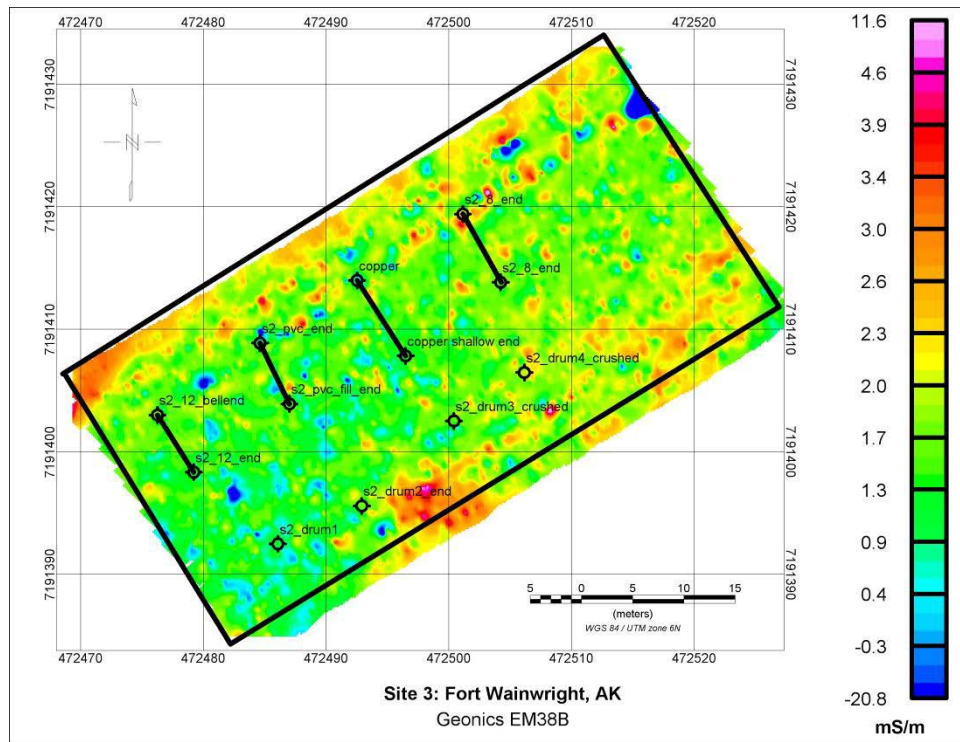 472470 472480 472490 472500 472510 472520
11.6
4.6
3.9
3.4
3.0
2.6
2.3
2.0
1.7
1.3
0.9
0.4
-0.3
-20.8
mS/m
7191430 7191430
N
7191420 7191420
s2_8_end
copper
s2_8_end
7191410 7191410
s2_pvc_end
copper shallow end
s2_drum4_crushed
s2_pvc_fill_end
s2_12_bellend
s2_drum3_crushed
7191400 7191400
s2_12_end
s2_drum2_end
s2_drum1
7191390 7191390
5 0 5 10 15
(meters)
WGS 84 / UTM zone 6N
472470 472480 472490 472500 472510 472520
Site 3: Fort Wainwright, AK
Geonics EM38B